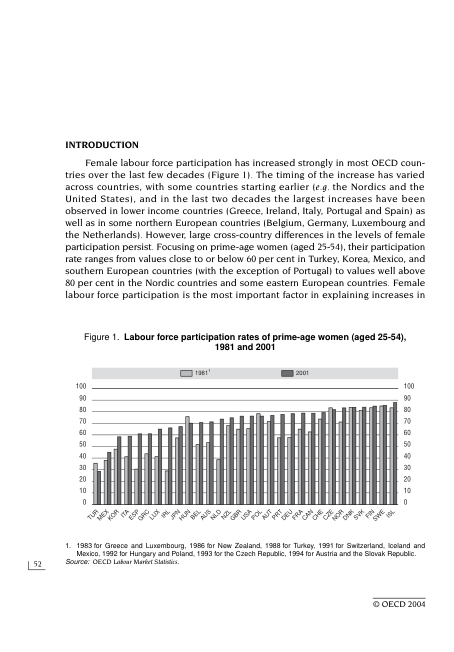 INTRODUCTION
Female labour force participation has increased strongly in most OECD coun-
tries over the last few decades (Figure 1). The timing of the increase has varied
across countries, with some countries starting earlier (e.g. the Nordics and the
United States), and in the last two decades the largest increases have been
observed in lower income countries (Greece, Ireland, Italy, Portugal and Spain) as
well as in some northern European countries (Belgium, Germany, Luxembourg and
the Netherlands). However, large cross-country differences in the levels of female
participation persist. Focusing on prime-age women (aged 25-54), their participation
rate ranges from values close to or below 60 per cent in Turkey, Korea, Mexico, and
southern European countries (with the exception of Portugal) to values well above
80 per cent in the Nordic countries and some eastern European countries. Female
labour force participation is the most important factor in explaining increases in
Figure 1. Labour force participation rates of prime-age women (aged 25-54),
1981 and 2001
1981¹ 2001
100 100
90 90
80 80
70 70
60 60
50 50
40 40
30 30
20 20
10 10
0 0
TUR MEX KOR ITA ESP GRC LUX IRL JPN HUN BEL AUS NLD NZL GBR USA POL AUT PRT DEU FRA CAN CHE CZE NOR DNK SVK FIN SWE ISL
1. 1983 for Greece and Luxembourg, 1986 for New Zealand, 1988 for Turkey, 1991 for Switzerland, Iceland and
Mexico, 1992 for Hungary and Poland, 1993 for the Czech Republic, 1994 for Austria and the Slovak Republic.
Source: OECD Labour Market Statistics.
52
© OECD 2004